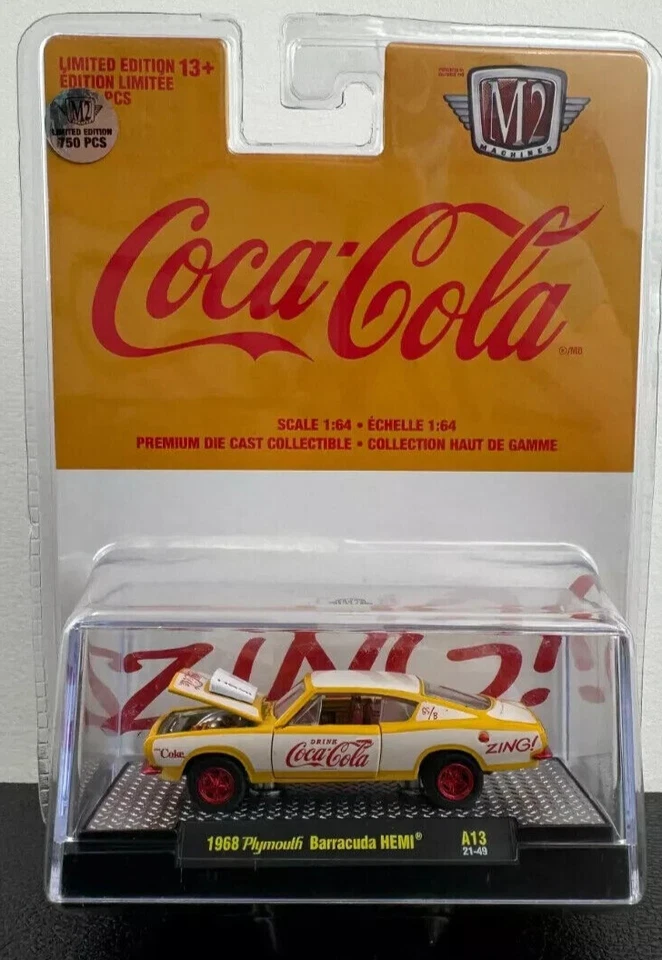 LIMITED EDITION 13+
ÉDITION LIMITÉE
PCS
LIMITED EDITION
750 PCS
M2
MACHINES
Coca-Cola
SCALE 1:64 • ÉCHELLE 1:64
PREMIUM DIE CAST COLLECTIBLE • COLLECTION HAUT DE GAMME
ZING!
SS/B
DRINK
Coca-Cola
Coke
ZING!
1968 Plymouth Barracuda HEMI® A13
21-49